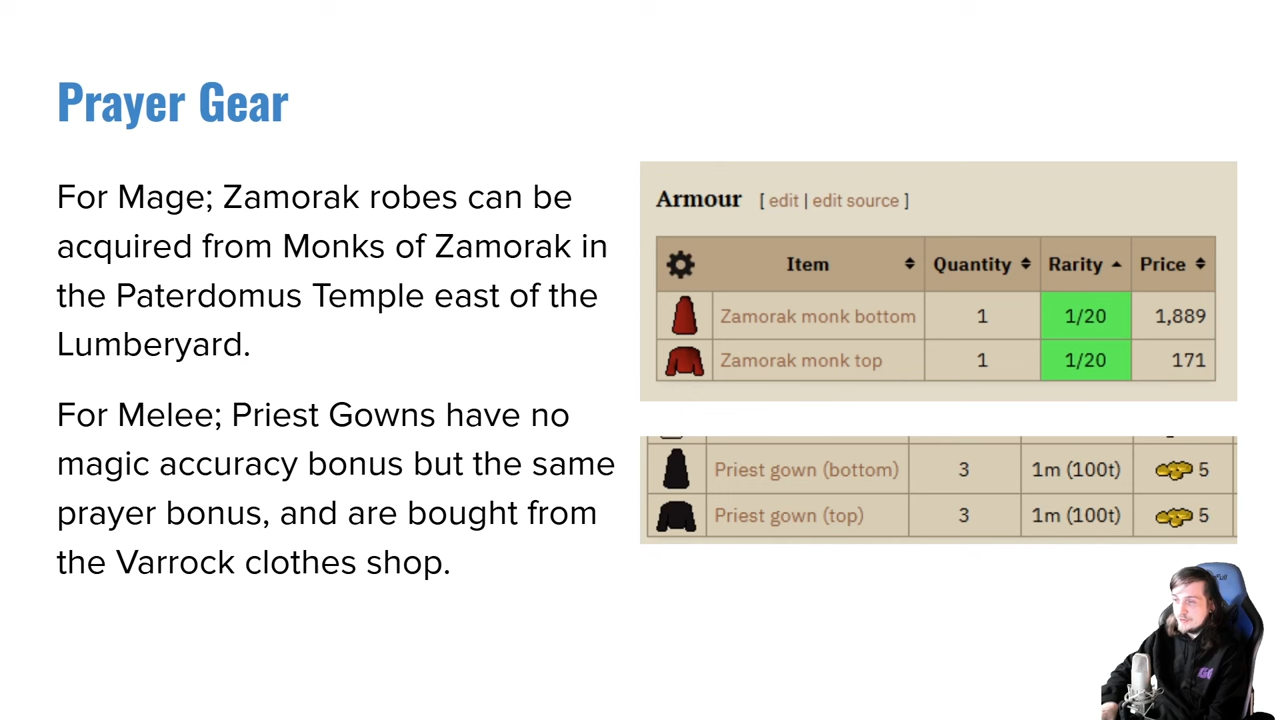 Prayer Gear
For Mage; Zamorak robes can be
acquired from Monks of Zamorak in
the Paterdomus Temple east of the
Lumberyard.
For Melee; Priest Gowns have no
magic accuracy bonus but the same
prayer bonus, and are bought from
the Varrock clothes shop.
Armour [ edit | edit source ]
Item Quantity Rarity Price
Zamorak monk bottom 1 1/20 1,889
Zamorak monk top 1 1/20 171
Priest gown (bottom) 3 1m (100t) 5
Priest gown (top) 3 1m (100t) 5